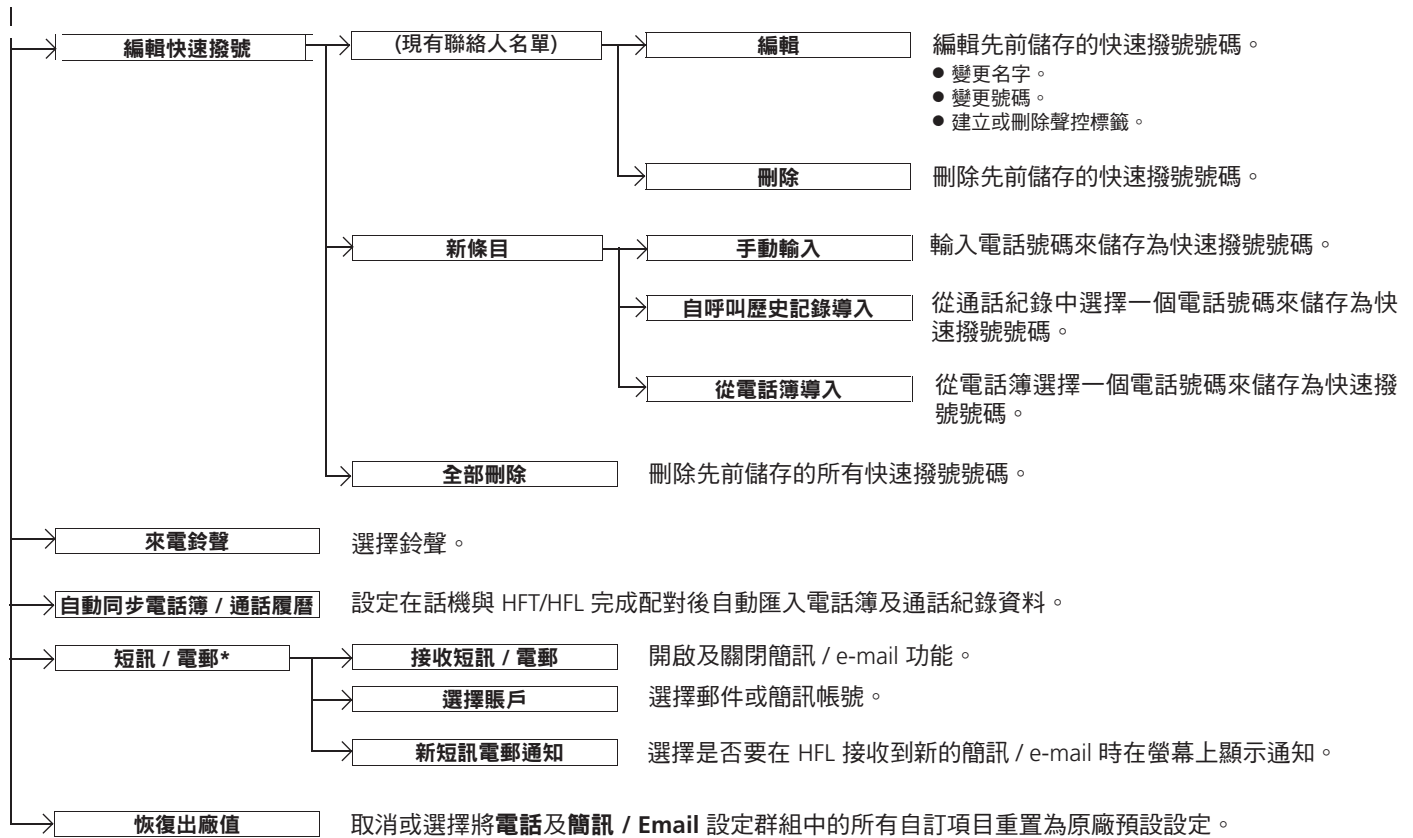 編輯快速撥號
(現有聯絡人名單)
編輯
編輯先前儲存的快速撥號號碼。
● 變更名字。
● 變更號碼。
● 建立或刪除聲控標籤。
刪除
刪除先前儲存的快速撥號號碼。
新條目
手動輸入
輸入電話號碼來儲存為快速撥號號碼。
自呼叫歷史記錄導入
從通話紀錄中選擇一個電話號碼來儲存為快
速撥號號碼。
從電話簿導入
從電話簿選擇一個電話號碼來儲存為快速撥
號號碼。
全部刪除
刪除先前儲存的所有快速撥號號碼。
來電鈴聲
選擇鈴聲。
自動同步電話簿 / 通話履曆
設定在話機與 HFT/HFL 完成配對後自動匯入電話簿及通話紀錄資料。
短訊 / 電郵*
接收短訊 / 電郵
開啟及關閉簡訊 / e-mail 功能。
選擇賬戶
選擇郵件或簡訊帳號。
新短訊電郵通知
選擇是否要在 HFL 接收到新的簡訊 / e-mail 時在螢幕上顯示通知。
恢復出廠值
取消或選擇將電話及簡訊 / Email 設定群組中的所有自訂項目重置為原廠預設設定。